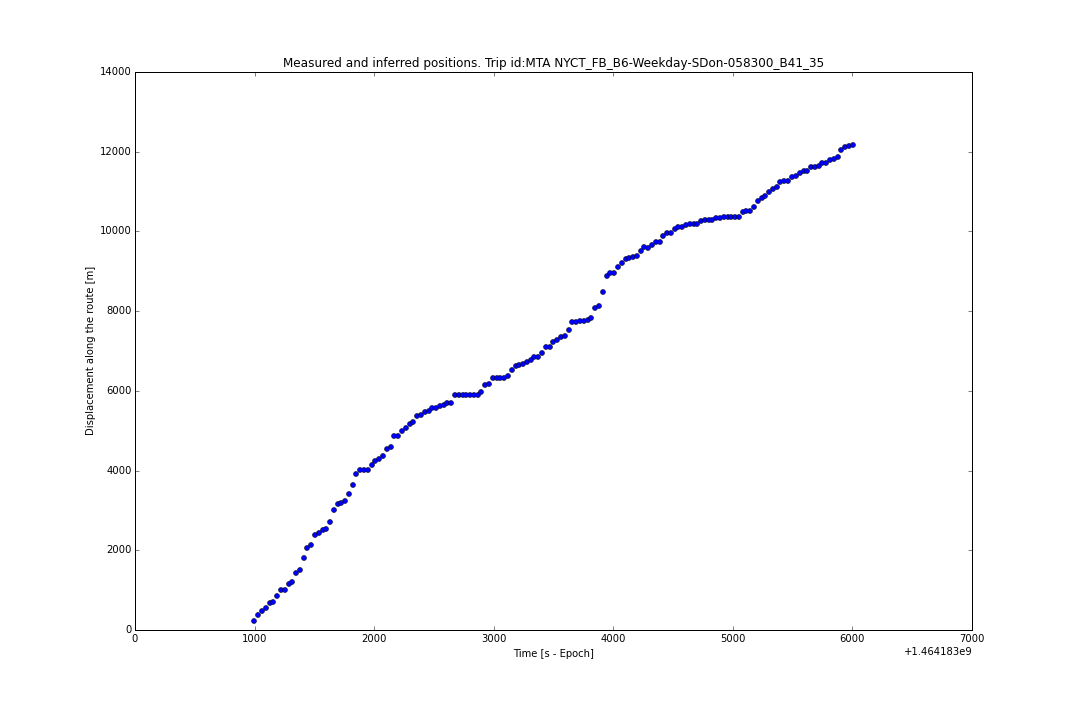 Measured and inferred positions. Trip id:MTA NYCT_FB_B6-Weekday-SDon-058300_B41_35
14000
12000
10000
8000
6000
4000
2000
0
Displacement along the route [m]
0 1000 2000 3000 4000 5000 6000 7000
Time [s - Epoch]
+1.464183e9